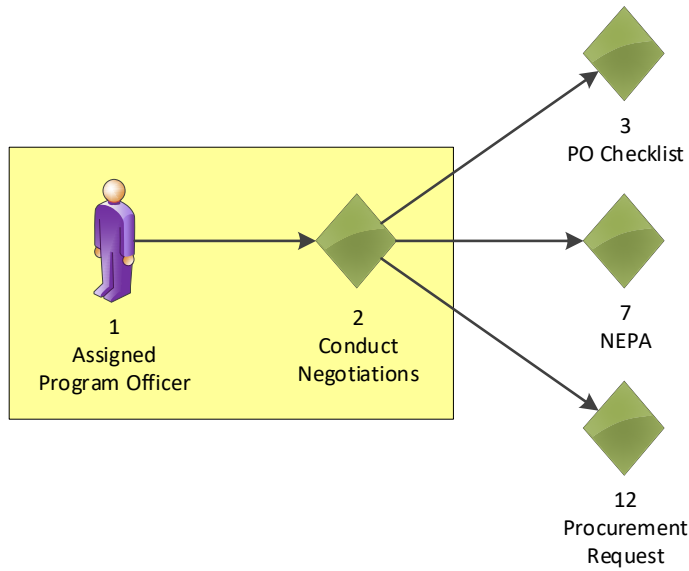 3
PO Checklist
1
Assigned
Program Officer
2
Conduct
Negotiations
7
NEPA
12
Procurement
Request